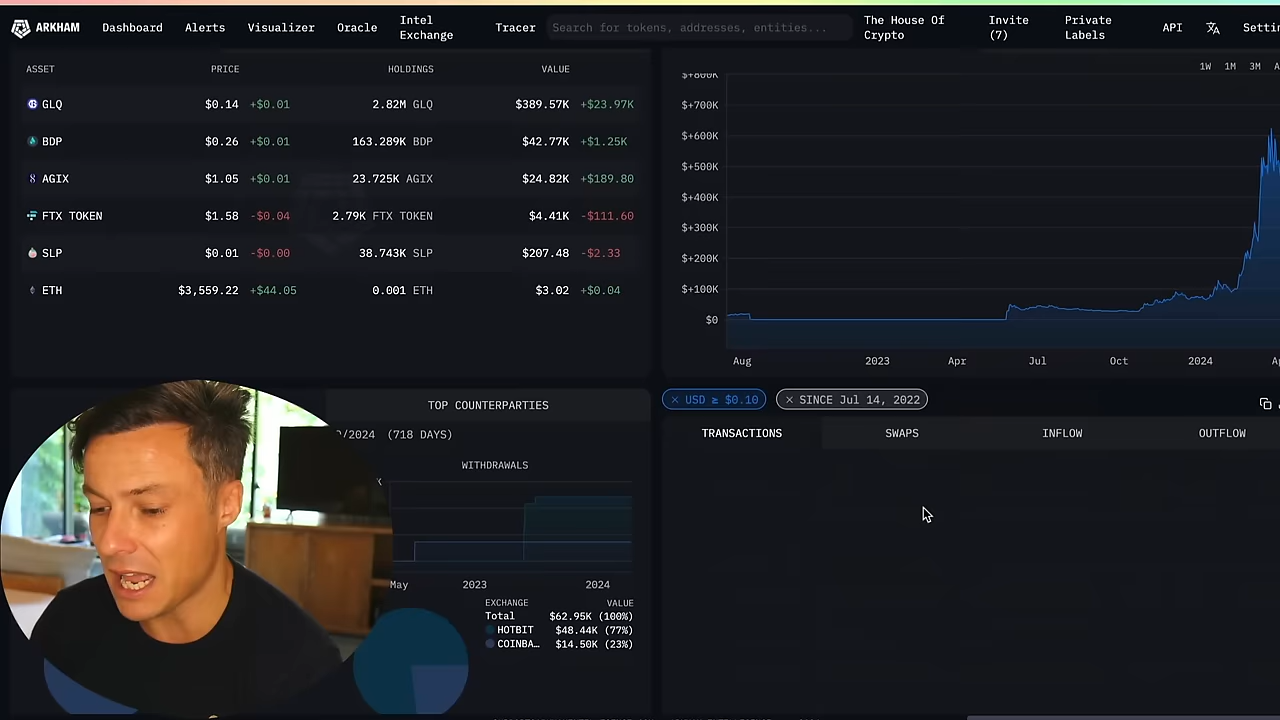 ARKHAM Dashboard Alerts Visualizer Oracle Intel Exchange Tracer Search for tokens, addresses, entities... The House Of Crypto Invite (7) Private Labels API
ASSET PRICE HOLDINGS VALUE
GLQ $0.14 +$0.01 2.82M GLQ $389.57K +$23.97K
BDP $0.26 +$0.01 163.289K BDP $42.77K +$1.25K
AGIX $1.05 +$0.01 23.725K AGIX $24.82K +$189.80
FTX TOKEN $1.58 -$0.04 2.79K FTX TOKEN $4.41K -$111.60
SLP $0.01 -$0.00 38.743K SLP $207.48 -$2.33
ETH $3,559.22 +$44.05 0.001 ETH $3.02 +$0.04
1W 1M 3M
$+800K
$+700K
$+600K
$+500K
$+400K
$+300K
$+200K
$+100K
$0
Aug 2023 Apr Jul Oct 2024
TOP COUNTERPARTIES
/2024 (718 DAYS)
WITHDRAWALS
K
May 2023 2024
EXCHANGE VALUE
Total $62.95K (100%)
HOTBIT $48.44K (77%)
COINBA… $14.50K (23%)
× USD ≥ $0.10 × SINCE Jul 14, 2022
TRANSACTIONS SWAPS INFLOW OUTFLOW